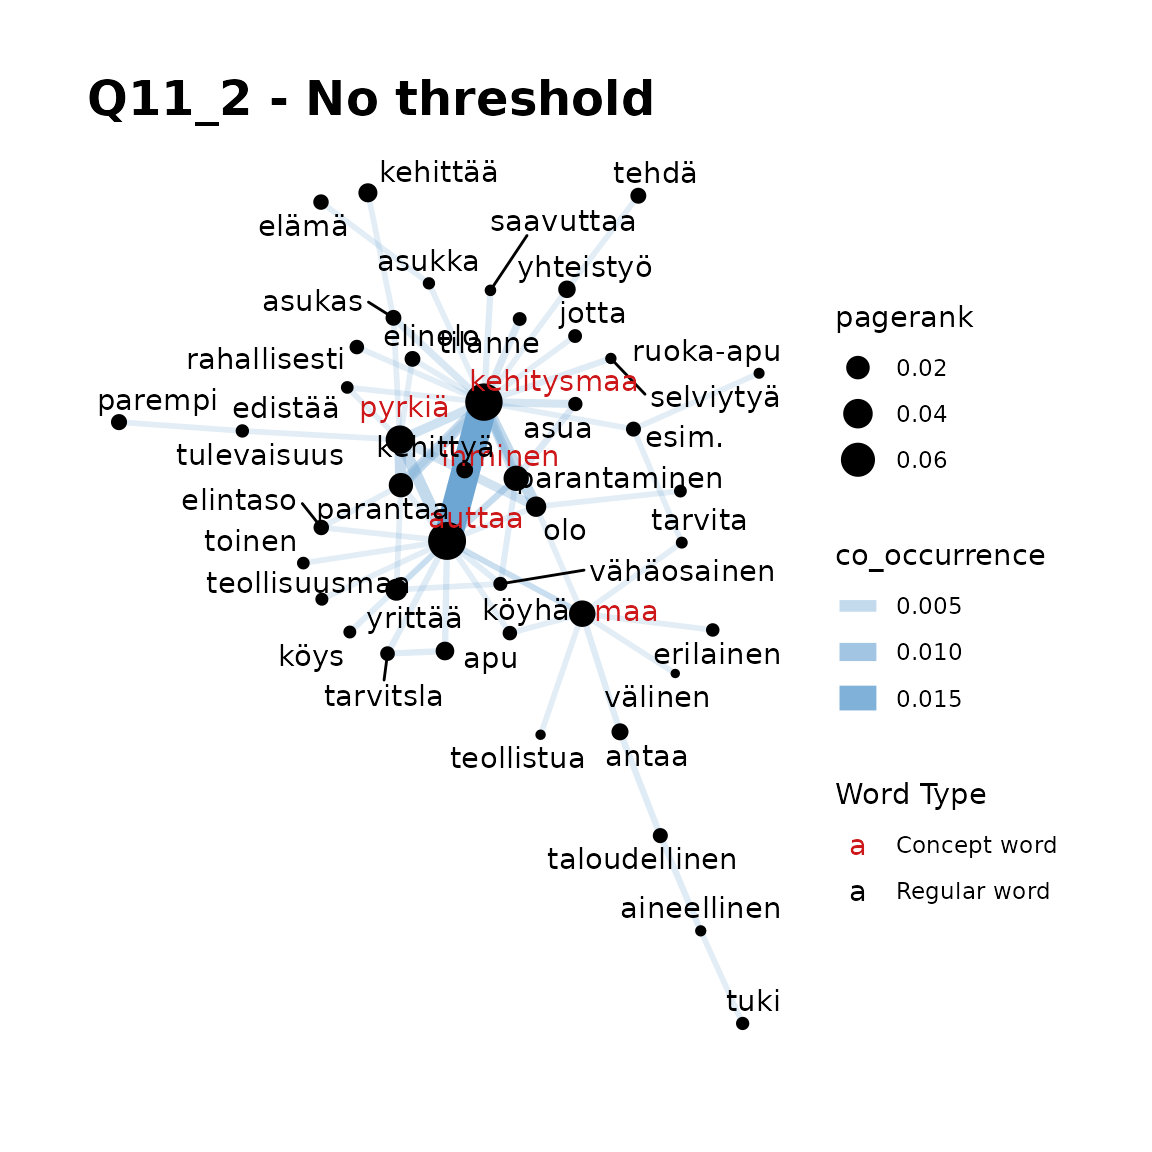 Q11_2 - No threshold
kehittää
tehdä
elämä
saavuttaa
asukka
yhteistyö
asukas
jotta
elinolo
tilanne
rahallisesti
ruoka-apu
kehitysmaa
selviytyä
parempi
edistää
pyrkiä
asua
esim.
tulevaisuus
kehittyä
ihminen
parantaminen
elintaso
parantaa
auttaa
tarvita
olo
toinen
teollisuusmaa
vähäosainen
yrittää
köyhä
maa
köys
apu
erilainen
tarvitsla
välinen
teollistua
antaa
taloudellinen
aineellinen
tuki
pagerank
0.02
0.04
0.06
co_occurrence
0.005
0.010
0.015
Word Type
a Concept word
a Regular word